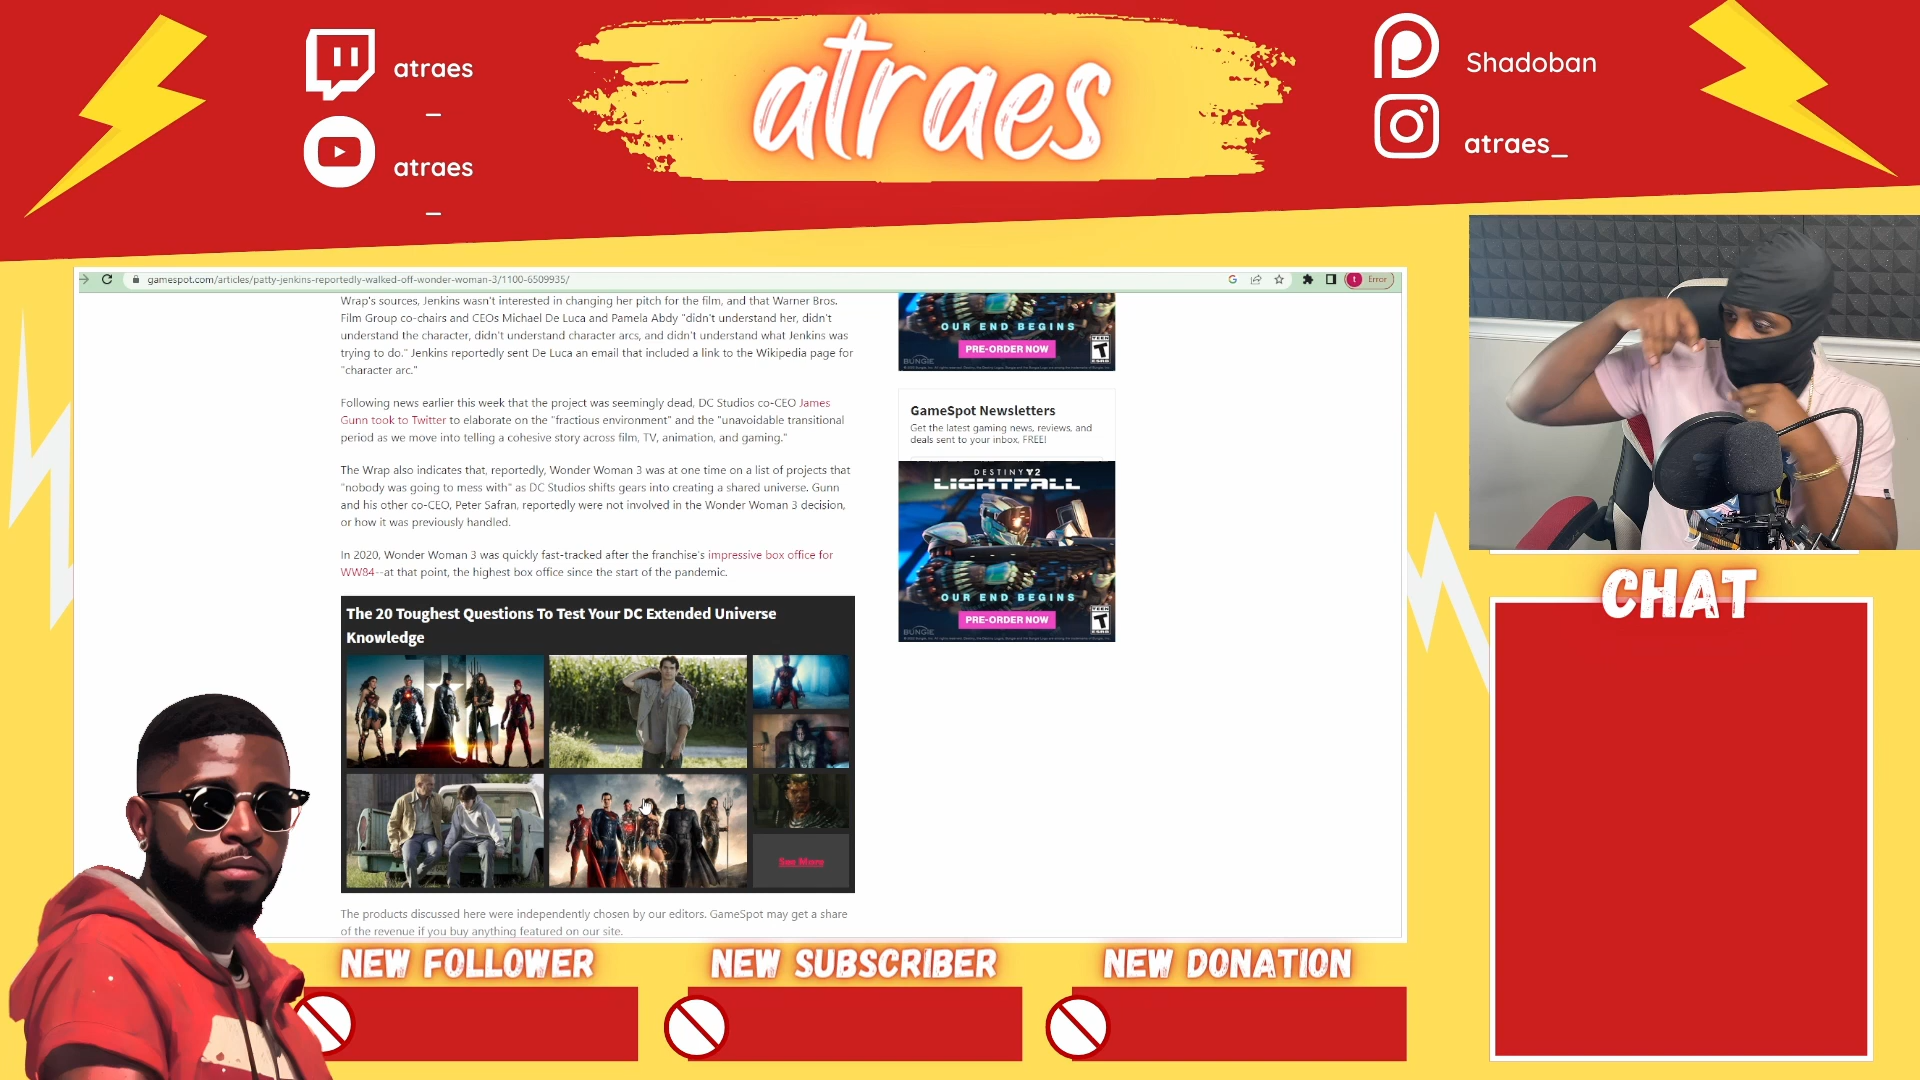 atraes
_
atraes
_
atraes
Shadoban
atraes_
gamespot.com/articles/patty-jenkins-reportedly-walked-off-wonder-woman-3/1100-6509935/
t
Error
Wrap's sources, Jenkins wasn't interested in changing her pitch for the film, and that Warner Bros.
Film Group co-chairs and CEOs Michael De Luca and Pamela Abdy "didn't understand her, didn't
understand the character, didn't understand character arcs, and didn't understand what Jenkins was
trying to do." Jenkins reportedly sent De Luca an email that included a link to the Wikipedia page for
"character arc."
Following news earlier this week that the project was seemingly dead, DC Studios co-CEO James
Gunn took to Twitter to elaborate on the "fractious environment" and the "unavoidable transitional
period as we move into telling a cohesive story across film, TV, animation, and gaming."
The Wrap also indicates that, reportedly, Wonder Woman 3 was at one time on a list of projects that
"nobody was going to mess with" as DC Studios shifts gears into creating a shared universe. Gunn
and his other co-CEO, Peter Safran, reportedly were not involved in the Wonder Woman 3 decision,
or how it was previously handled.
In 2020, Wonder Woman 3 was quickly fast-tracked after the franchise's impressive box office for
WW84--at that point, the highest box office since the start of the pandemic.
The 20 Toughest Questions To Test Your DC Extended Universe
Knowledge
See More
The products discussed here were independently chosen by our editors. GameSpot may get a share
of the revenue if you buy anything featured on our site.
OUR END BEGINS
PRE-ORDER NOW
BUNGIE
TEEN
T
ESRB
GameSpot Newsletters
Get the latest gaming news, reviews, and
deals sent to your inbox, FREE!
DESTINY 2
LIGHTFALL
OUR END BEGINS
PRE-ORDER NOW
BUNGIE
TEEN
T
ESRB
CHAT
NEW FOLLOWER
NEW SUBSCRIBER
NEW DONATION